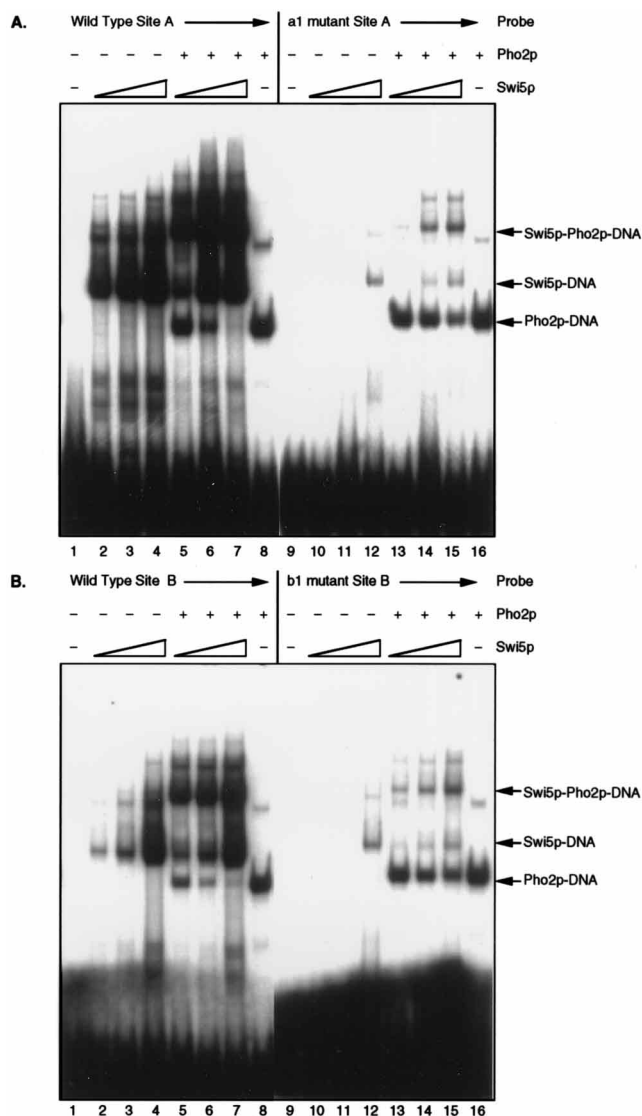 A.
Wild Type Site A a1 mutant Site A Probe
– – – – + + + + – – – – + + + + Pho2p
– – – – Swi5p
Swi5p-Pho2p-DNA
Swi5p-DNA
Pho2p-DNA
1 2 3 4 5 6 7 8 9 10 11 12 13 14 15 16
B.
Wild Type Site B b1 mutant Site B Probe
– – – – + + + + – – – – + + + + Pho2p
– – – – Swi5p
Swi5p-Pho2p-DNA
Swi5p-DNA
Pho2p-DNA
1 2 3 4 5 6 7 8 9 10 11 12 13 14 15 16